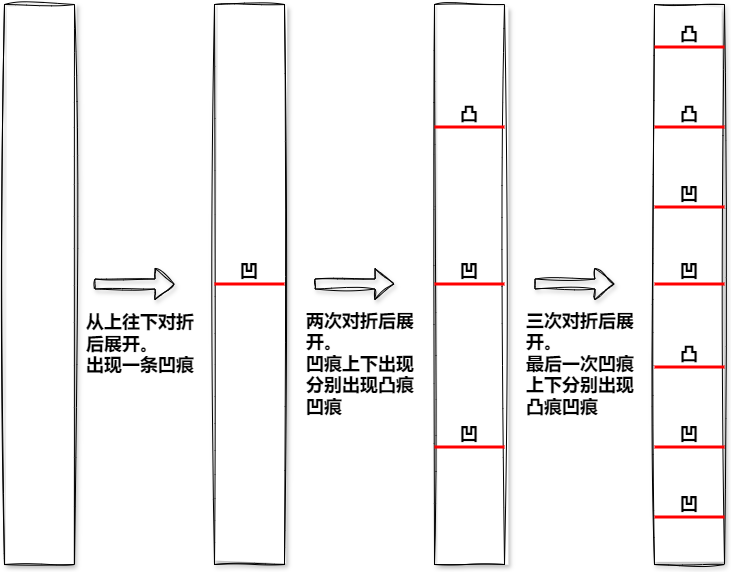 凹
从上往下对折
后展开。
出现一条凹痕
凸
凹
凹
两次对折后展
开。
凹痕上下出现
分别出现凸痕
凹痕
凸
凸
凹
凹
凸
凹
凹
三次对折后展
开。
最后一次凹痕
上下分别出现
凸痕凹痕